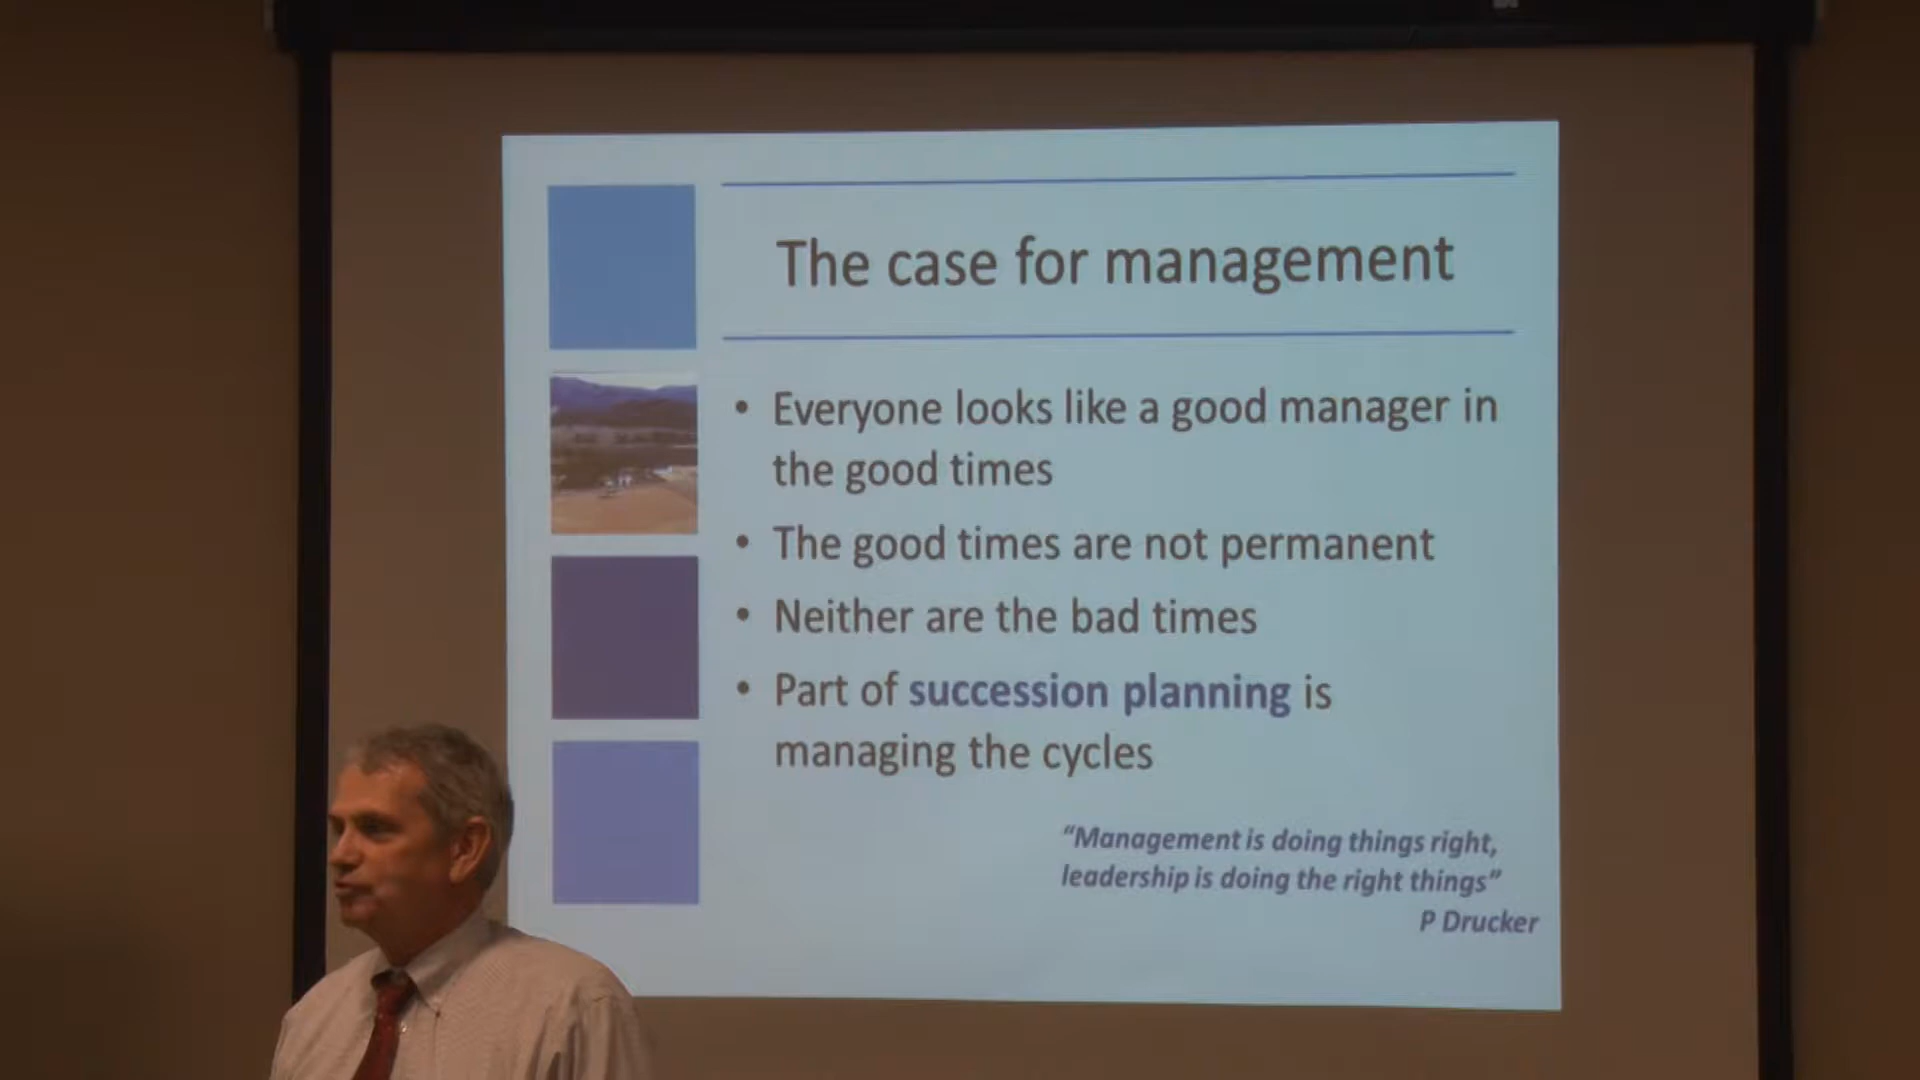 The case for management
• Everyone looks like a good manager in
the good times
• The good times are not permanent
• Neither are the bad times
• Part of succession planning is
managing the cycles
“Management is doing things right,
leadership is doing the right things”
P Drucker